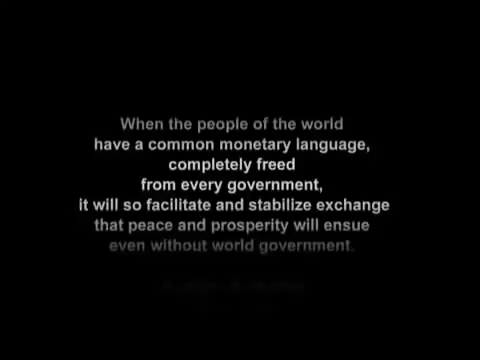 When the people of the world
have a common monetary language,
completely freed
from every government,
it will so facilitate and stabilize exchange
that peace and prosperity will ensue
even without world government.